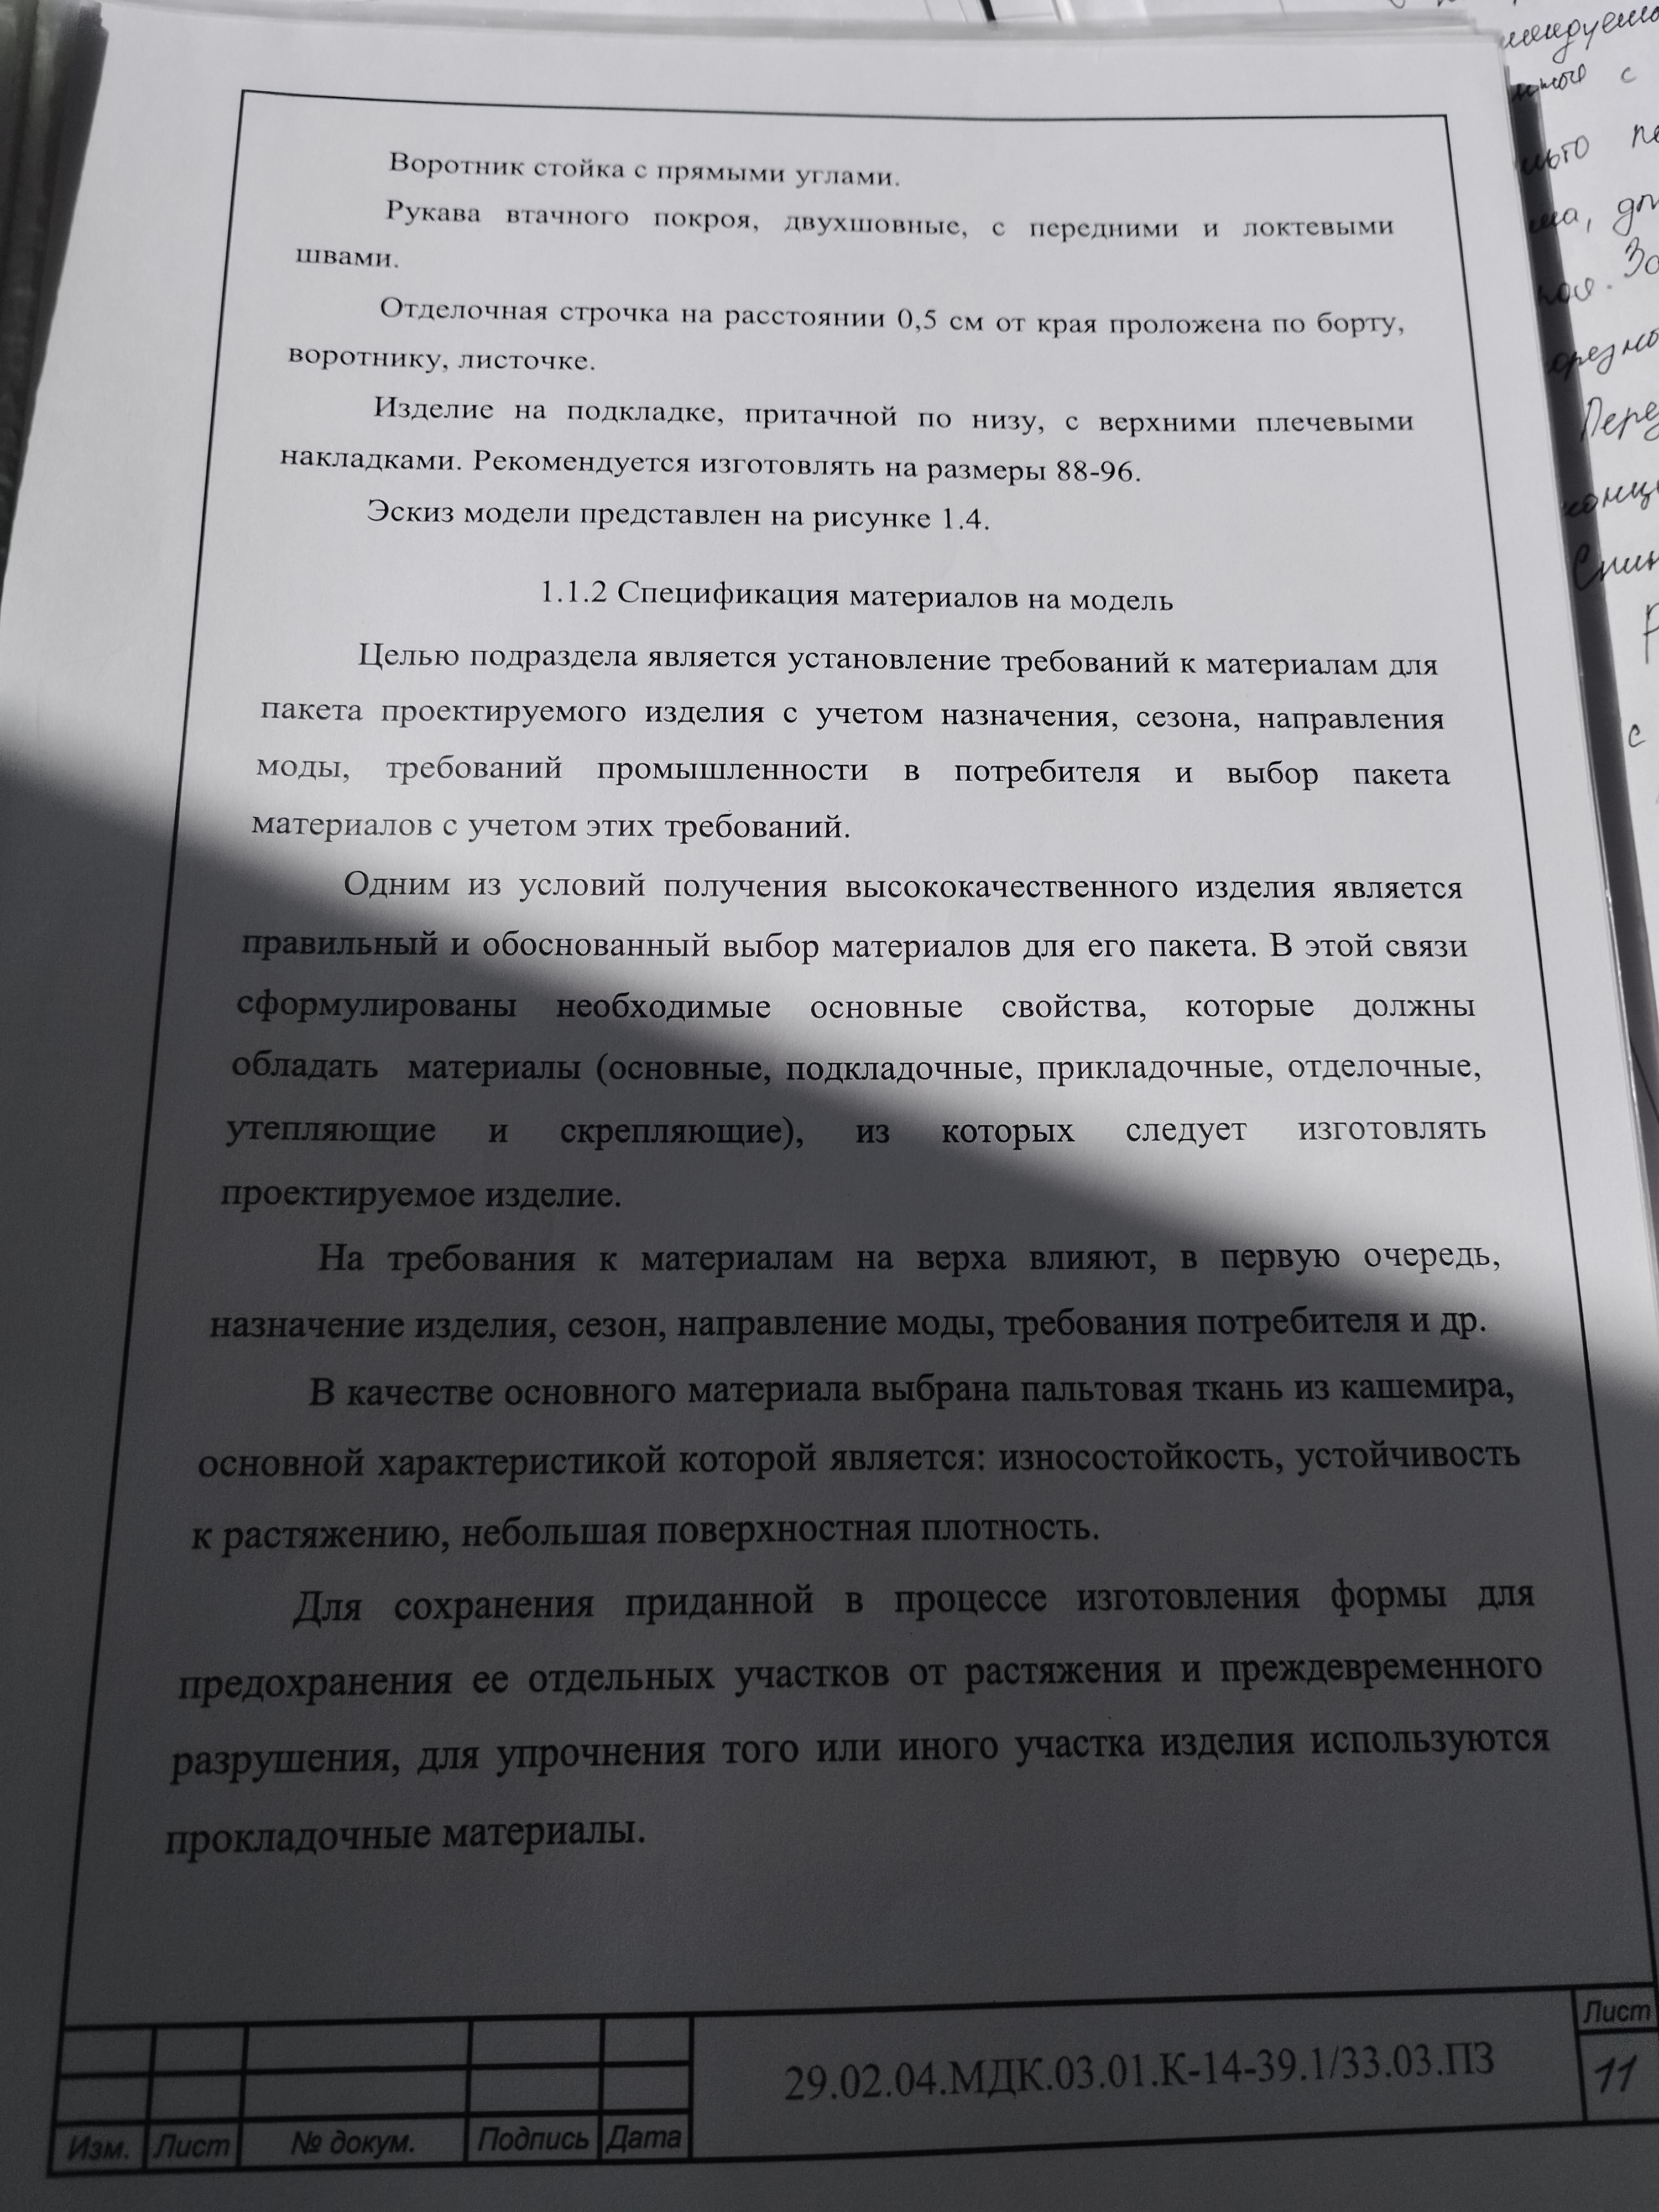 Воротник стойка с прямыми углами.
Рукава втачного покроя, двухшовные, с передними и локтевыми
швами.
Отделочная строчка на расстоянии 0,5 см от края проложена по борту,
воротнику, листочке.
Изделие на подкладке, притачной по низу, с верхними плечевыми
накладками. Рекомендуется изготовлять на размеры 88-96.
Эскиз модели представлен на рисунке 1.4.
1.1.2 Спецификация материалов на модель
Целью подраздела является установление требований к материалам для
пакета проектируемого изделия с учетом назначения, сезона, направления
моды, требований промышленности в потребителя и выбор пакета
материалов с учетом этих требований.
Одним из условий получения высококачественного изделия является
правильный и обоснованный выбор материалов для его пакета. В этой связи
сформулированы необходимые основные свойства, которые должны
обладать материалы (основные, подкладочные, прикладочные, отделочные,
утепляющие и скрепляющие), из которых следует изготовлять
проектируемое изделие.
На требования к материалам на верха влияют, в первую очередь,
назначение изделия, сезон, направление моды, требования потребителя и др.
В качестве основного материала выбрана пальтовая ткань из кашемира,
основной характеристикой которой является: износостойкость, устойчивость
к растяжению, небольшая поверхностная плотность.
Для сохранения приданной в процессе изготовления формы для
предохранения ее отдельных участков от растяжения и преждевременного
разрушения, для упрочнения того или иного участка изделия используются
прокладочные материалы.
Изм. Лист № докум. Подпись Дата
29.02.04.МДК.03.01.К-14-39.1/33.03.ПЗ
Лист
11